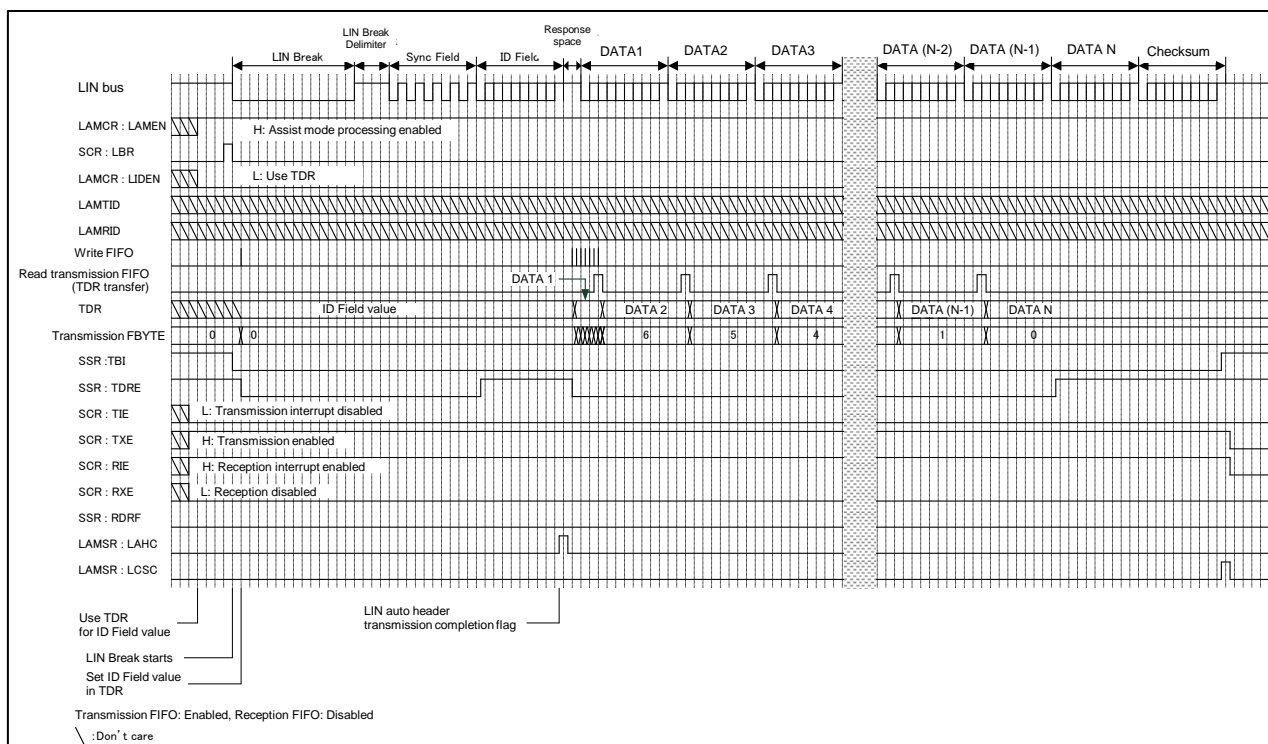 LIN Break
LIN Break
Delimiter
Sync Field
ID Field
Response
space
DATA1
DATA2
DATA3
DATA (N-2)
DATA (N-1)
DATA N
Checksum
LIN bus
LAMCR : LAMEN
H: Assist mode processing enabled
SCR : LBR
LAMCR : LIDEN
L: Use TDR
LAMTID
LAMRID
Write FIFO
Read transmission FIFO
(TDR transfer)
DATA 1
TDR
ID Field value
DATA 2
DATA 3
DATA 4
DATA (N-1)
DATA N
Transmission FBYTE
0
0
6
5
4
1
0
SSR :TBI
SSR : TDRE
SCR : TIE
L: Transmission interrupt disabled
SCR : TXE
H: Transmission enabled
SCR : RIE
H: Reception interrupt enabled
SCR : RXE
L: Reception disabled
SSR : RDRF
LAMSR : LAHC
LAMSR : LCSC
Use TDR
for ID Field value
LIN auto header
transmission completion flag
LIN Break starts
Set ID Field value
in TDR
Transmission FIFO: Enabled, Reception FIFO: Disabled
:Don't care